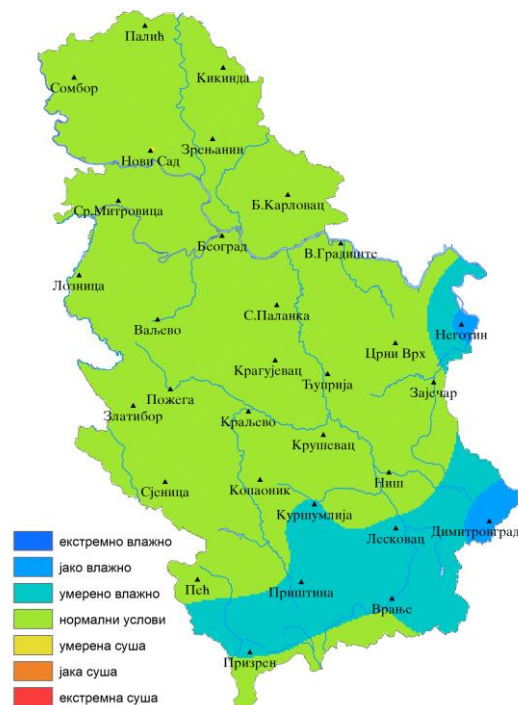 Палић
Кикинда
Сомбор
Зрењанин
Нови Сад
Ср.Митровица
Б.Карловац
Београд
В.Градиште
Лозница
С.Паланка
Ваљево
Неготин
Црни Врх
Крагујевац
Ћуприја
Зајечар
Пожега
Златибор
Краљево
Крушевац
Ниш
Сјеница
Копаоник
Куршумлија
Димитровград
Лесковац
Пећ
Приштина
Врање
Призрен
екстремно влажно
јако влажно
умерено влажно
нормални услови
умерена суша
јака суша
екстремна суша